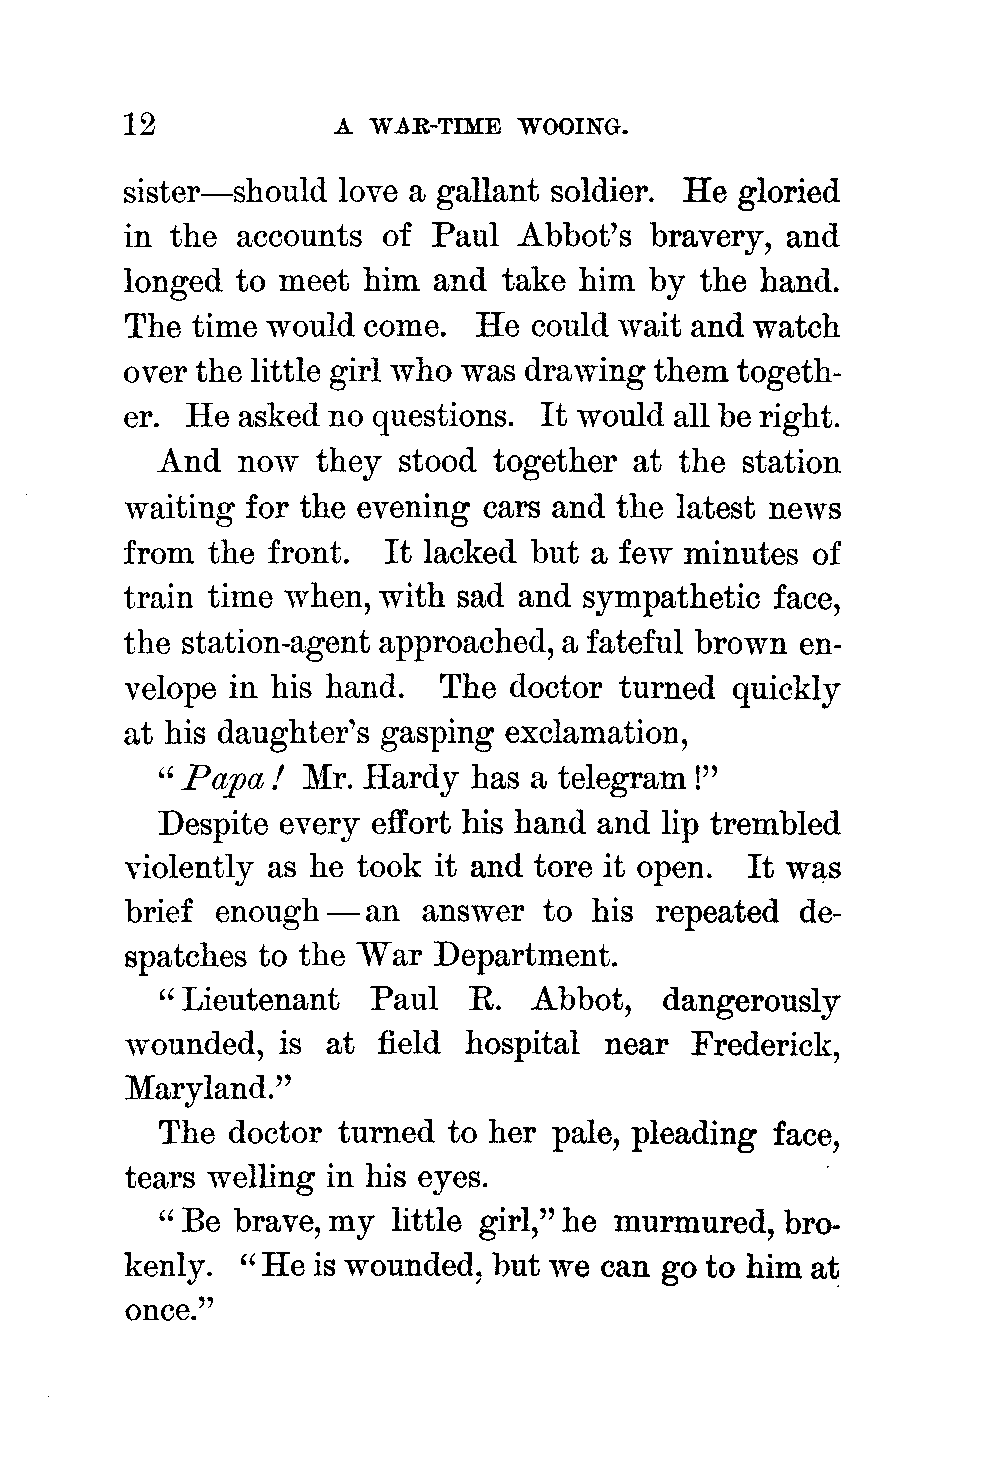 12 A WAR-TIME WOOING.
sister—should love a gallant soldier. He gloried
in the accounts of Paul Abbot's bravery, and
longed to meet him and take him by the hand.
The time would come. He could wait and watch
over the little girl who was drawing them togeth-
er. He asked no questions. It would all be right.
And now they stood together at the station
waiting for the evening cars and the latest news
from the front. It lacked but a few minutes of
train time when, with sad and sympathetic face,
the station-agent approached, a fateful brown en-
velope in his hand. The doctor turned quickly
at his daughter's gasping exclamation,
"Papa! Mr. Hardy has a telegram!"
Despite every effort his hand and lip trembled
violently as he took it and tore it open. It was
brief enough—an answer to his repeated de-
spatches to the War Department.
"Lieutenant Paul R. Abbot, dangerously
wounded, is at field hospital near Frederick,
Maryland."
The doctor turned to her pale, pleading face,
tears welling in his eyes.
"Be brave, my little girl," he murmured, bro-
kenly. "He is wounded, but we can go to him at
once."